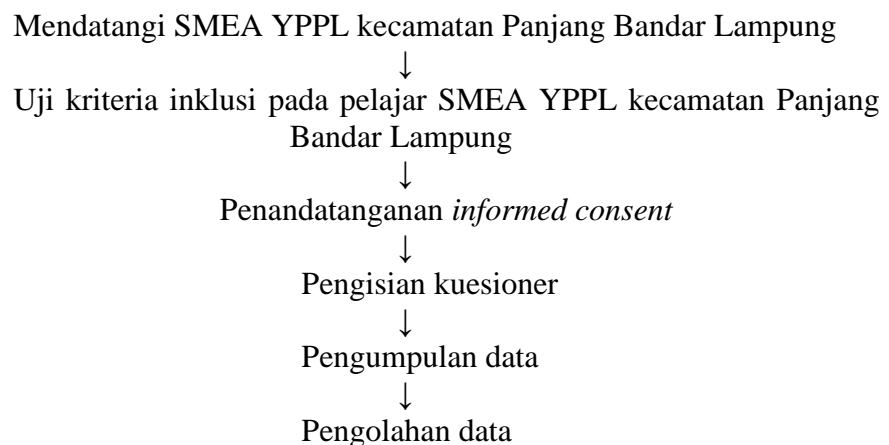 Mendatangi SMEA YPPL kecamatan Panjang Bandar Lampung
↓
Uji kriteria inklusi pada pelajar SMEA YPPL kecamatan Panjang
Bandar Lampung
↓
Penandatanganan informed consent
↓
Pengisian kuesioner
↓
Pengumpulan data
↓
Pengolahan data